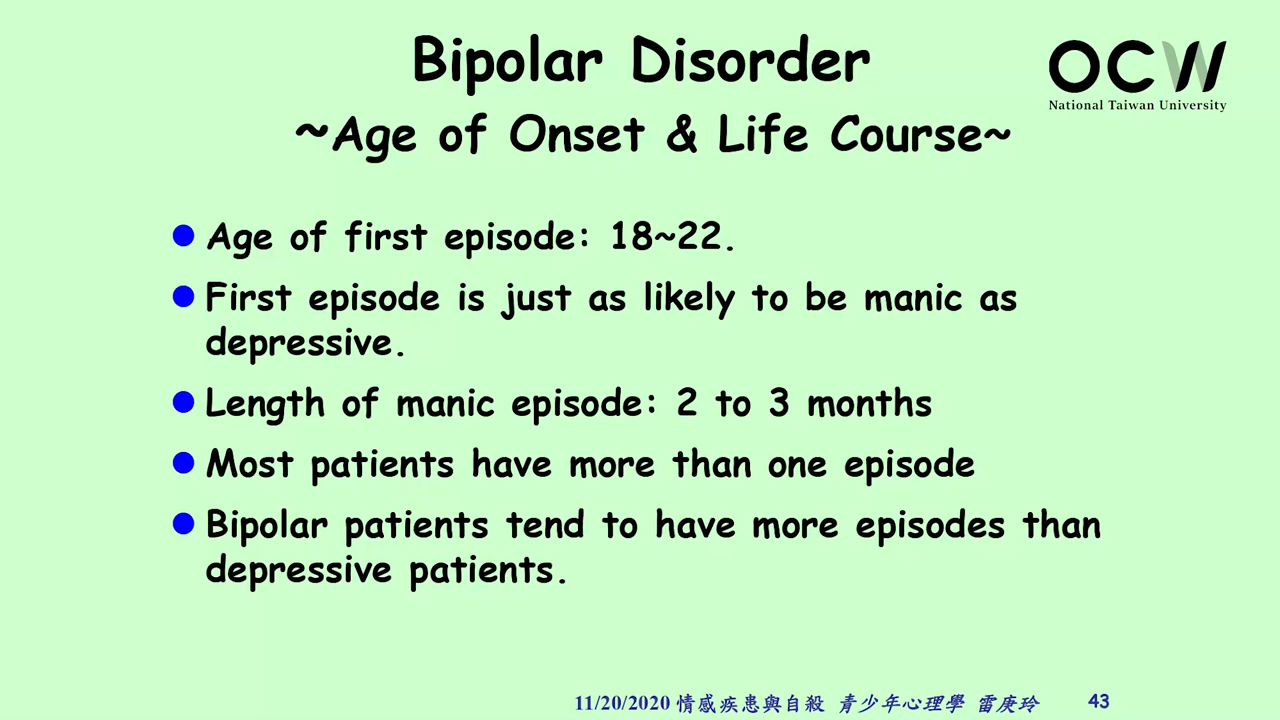 Bipolar Disorder
~Age of Onset & Life Course~
OCW
National Taiwan University
Age of first episode: 18~22.
First episode is just as likely to be manic as
depressive.
Length of manic episode: 2 to 3 months
Most patients have more than one episode
Bipolar patients tend to have more episodes than
depressive patients.
11/20/2020 情感疾患與自殺 青少年心理學 雷庚玲 43